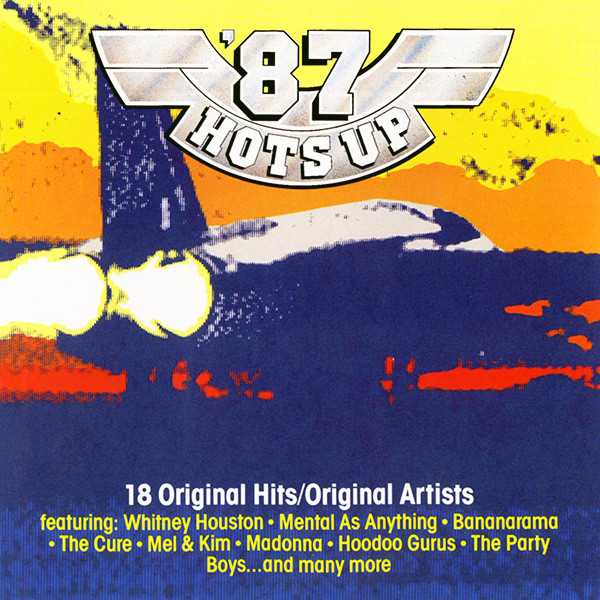 '87
HOTS UP
18 Original Hits/Original Artists
featuring: Whitney Houston • Mental As Anything • Bananarama
• The Cure • Mel & Kim • Madonna • Hoodoo Gurus • The Party
Boys...and many more